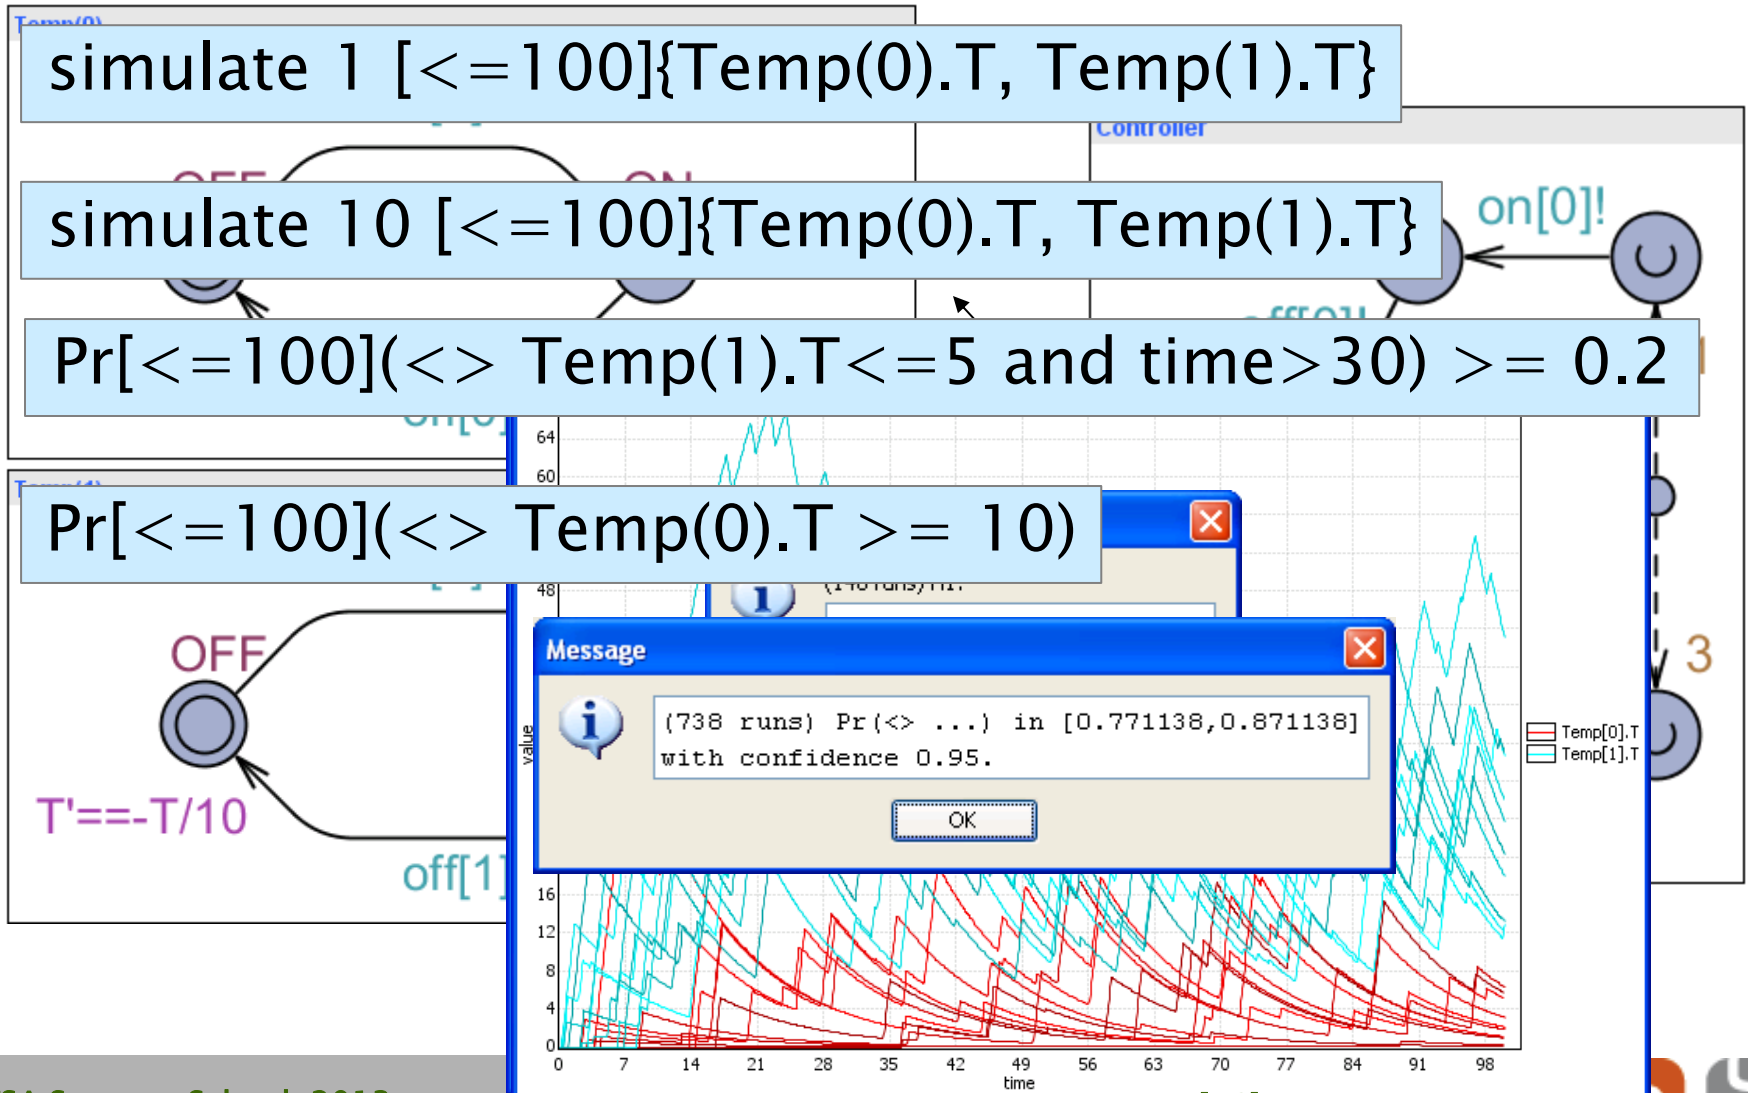 simulate 1 [<=100]{Temp(0).T, Temp(1).T}
Controller
OFF
ON
simulate 10 [<=100]{Temp(0).T, Temp(1).T}
on[0]!
Pr[<=100](<> Temp(1).T<=5 and time>30) >= 0.2
64
60
Pr[<=100](<> Temp(0).T >= 10)
48
OFF
Message
3
(738 runs) Pr(<> ...) in [0.771138,0.871138]
with confidence 0.95.
value
Temp[0].T
Temp[1].T
T'==-T/10
OK
off[1]
16
12
8
4
0
0 7 14 21 28 35 42 49 56 63 70 77 84 91 98
time